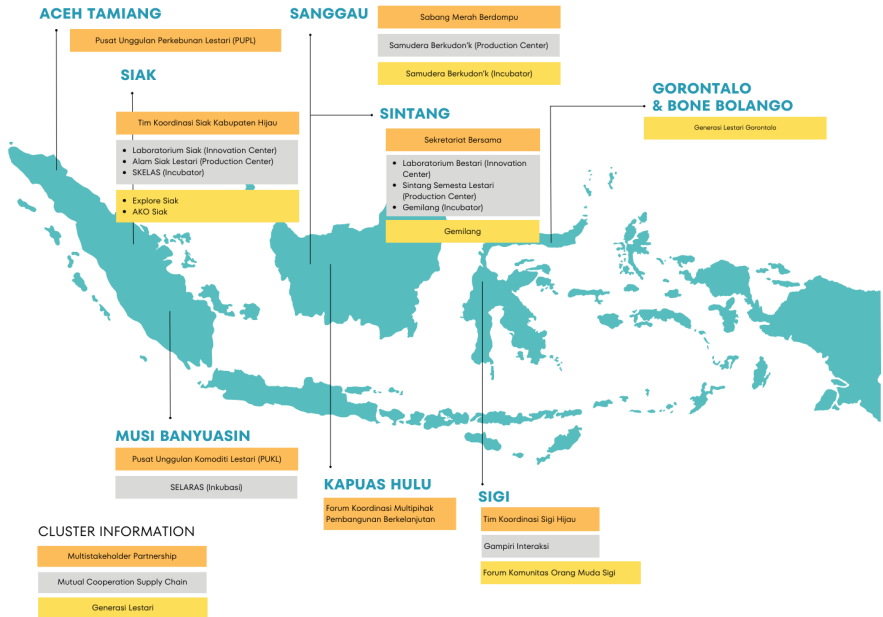 ACEH TAMIANG
Pusat Unggulan Perkebunan Lestari (PUPL)
SIAK
Tim Koordinasi Siak Kabupaten Hijau
• Laboratorium Siak (Innovation Center)
• Alam Siak Lestari (Production Center)
• SKELAS (Incubator)
• Explore Siak
• AKO Siak
SANGGAU
Sabang Merah Berdompu
Samudera Berkudon'k (Production Center)
Samudera Berkudon'k (Incubator)
SINTANG
Sekretariat Bersama
• Laboratorium Bestari (Innovation
Center)
• Sintang Semesta Lestari
(Production Center)
• Gemilang (Incubator)
Gemilang
GORONTALO
& BONE BOLANGO
Generasi Lestari Gorontalo
MUSI BANYUASIN
Pusat Unggulan Komoditi Lestari (PUKL)
SELARAS (Inkubasi)
KAPUAS HULU
Forum Koordinasi Multipihak
Pembangunan Berkelanjutan
SIGI
Tim Koordinasi Sigi Hijau
Gampiri Interaksi
Forum Komunitas Orang Muda Sigi
CLUSTER INFORMATION
Multistakeholder Partnership
Mutual Cooperation Supply Chain
Generasi Lestari